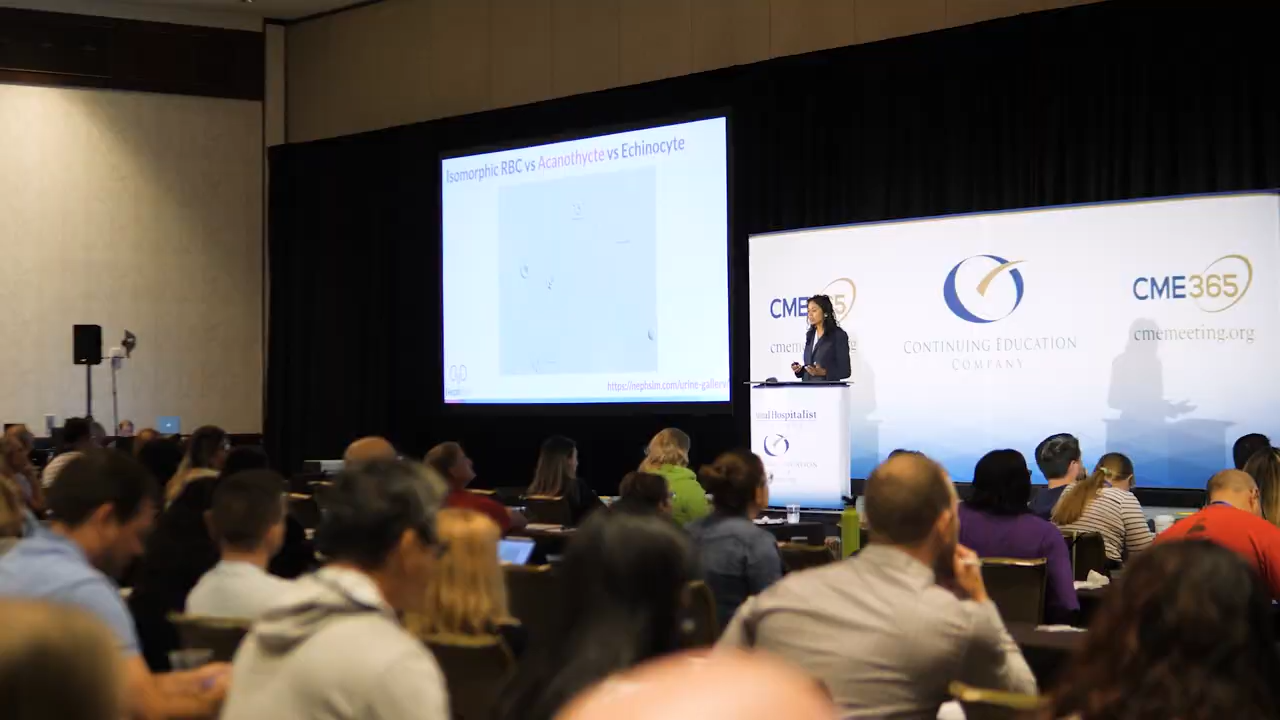 Isomorphic RBC vs Acanothycte vs Echinocyte
https://nephsim.com/urine-gallery
CME365
CONTINUING EDUCATION
COMPANY
CME365
cmemeeting.org
Hospitalist